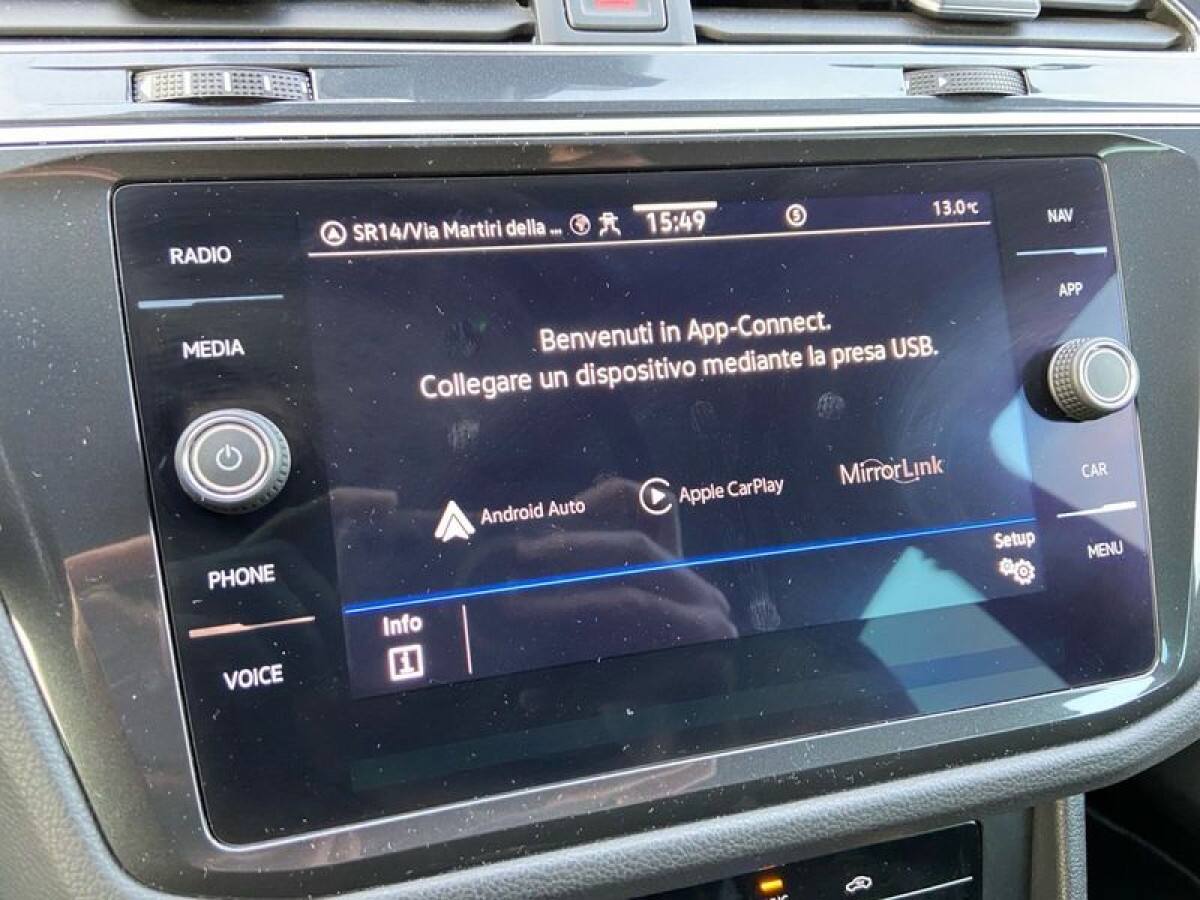 RADIO
MEDIA
PHONE
VOICE
SR14/Via Martiri della ...
15:49
5
13.0°C
Benvenuti in App-Connect.
Collegare un dispositivo mediante la presa USB.
Android Auto
Apple CarPlay
MirrorLink
Setup
Info
NAV
APP
CAR
MENU